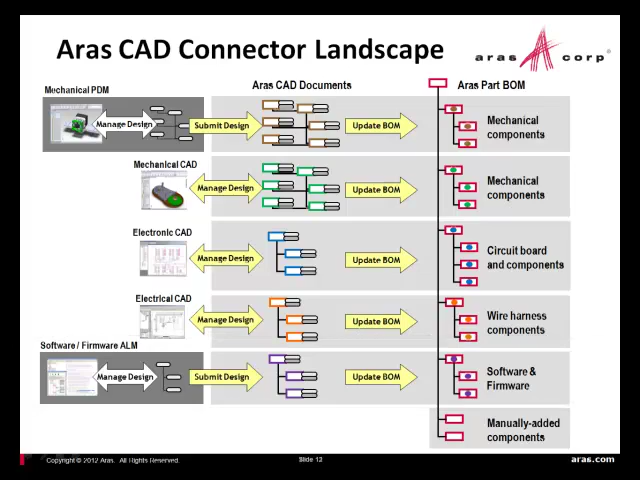 Aras CAD Connector Landscape
aras corp
Mechanical PDM
Aras CAD Documents
Aras Part BOM
Manage Design
Submit Design
Update BOM
Mechanical
components
Mechanical CAD
Manage Design
Update BOM
Mechanical
components
Electronic CAD
Manage Design
Update BOM
Circuit board
and components
Electrical CAD
Manage Design
Update BOM
Wire harness
components
Software / Firmware ALM
Manage Design
Submit Design
Update BOM
Software &
Firmware
Manually-added
components
Copyright © 2012 Aras. All Rights Reserved.
Slide 12
aras.com